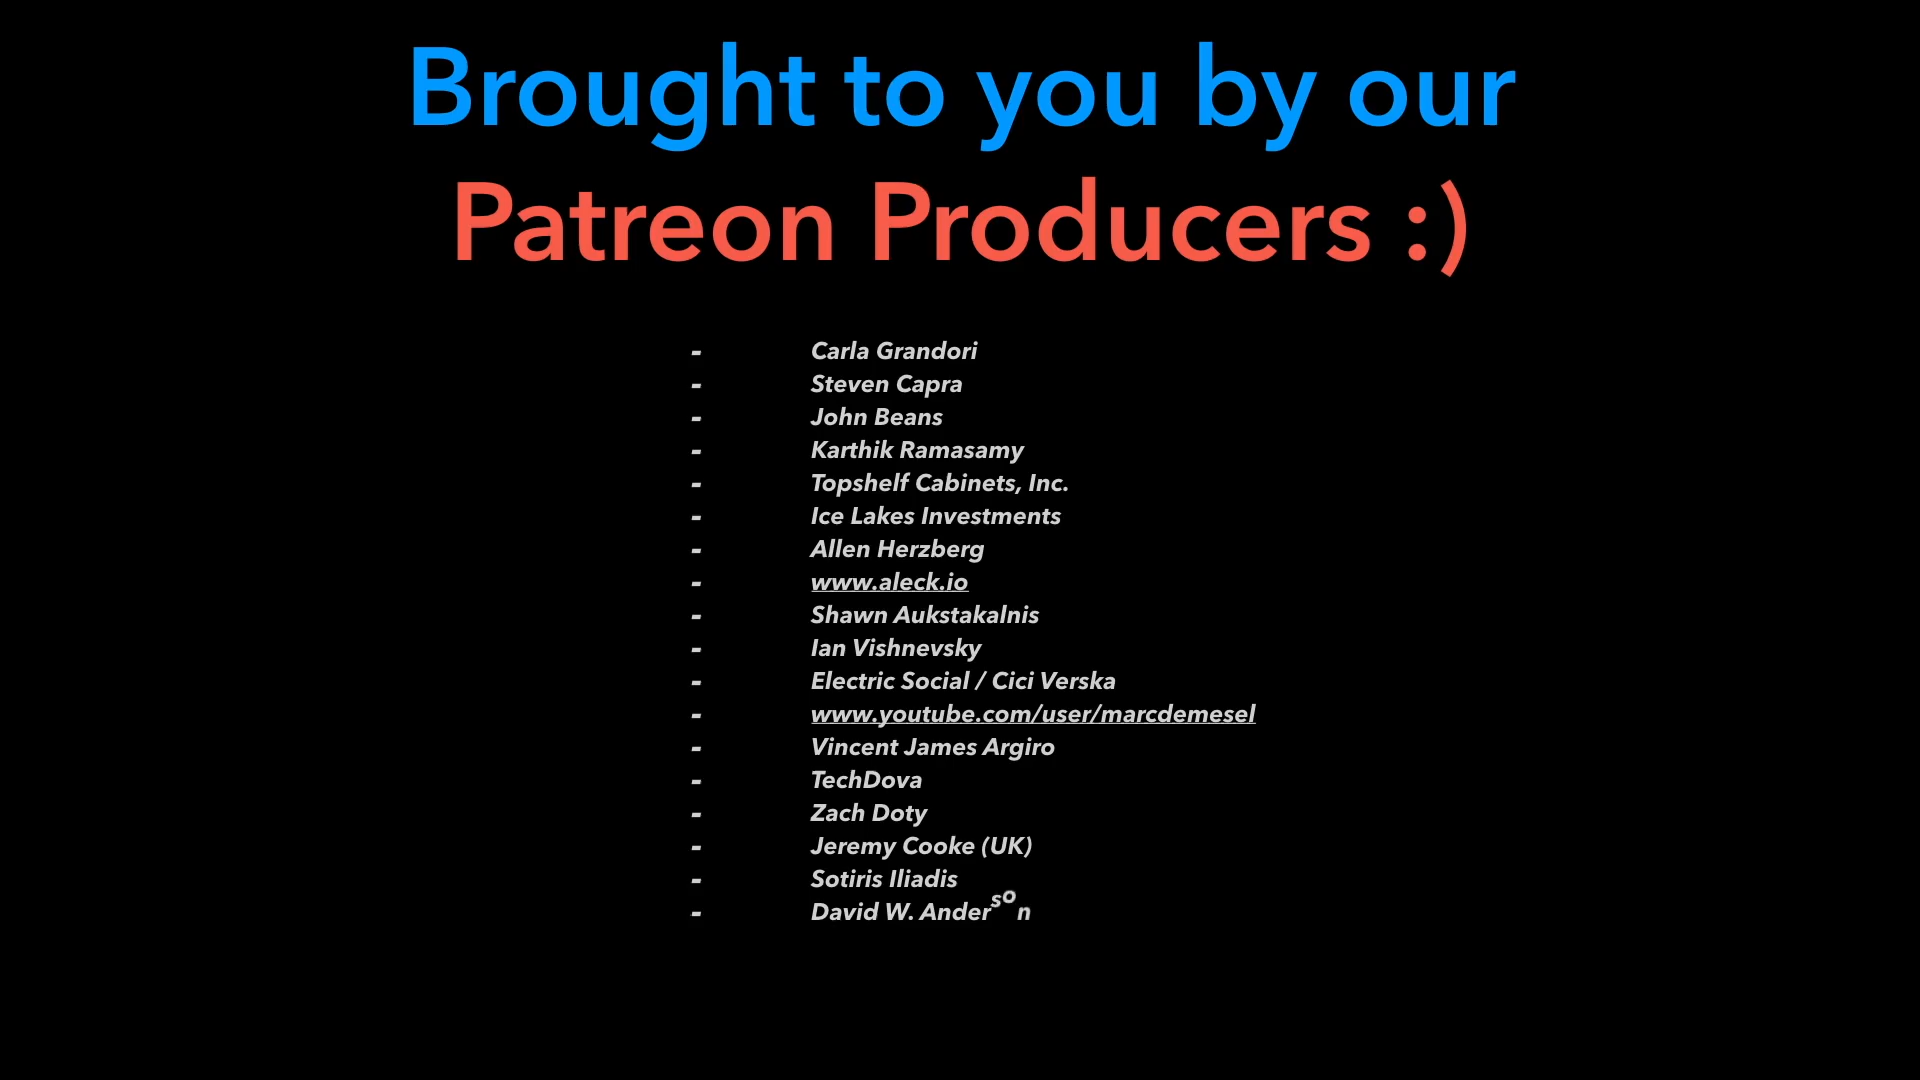 Brought to you by our
Patreon Producers :)
- Carla Grandori
- Steven Capra
- John Beans
- Karthik Ramasamy
- Topshelf Cabinets, Inc.
- Ice Lakes Investments
- Allen Herzberg
- www.aleck.io
- Shawn Aukstakalnis
- Ian Vishnevsky
- Electric Social / Cici Verska
- www.youtube.com/user/marcdemesel
- Vincent James Argiro
- TechDova
- Zach Doty
- Jeremy Cooke (UK)
- Sotiris Iliadis
- David W. Anderson